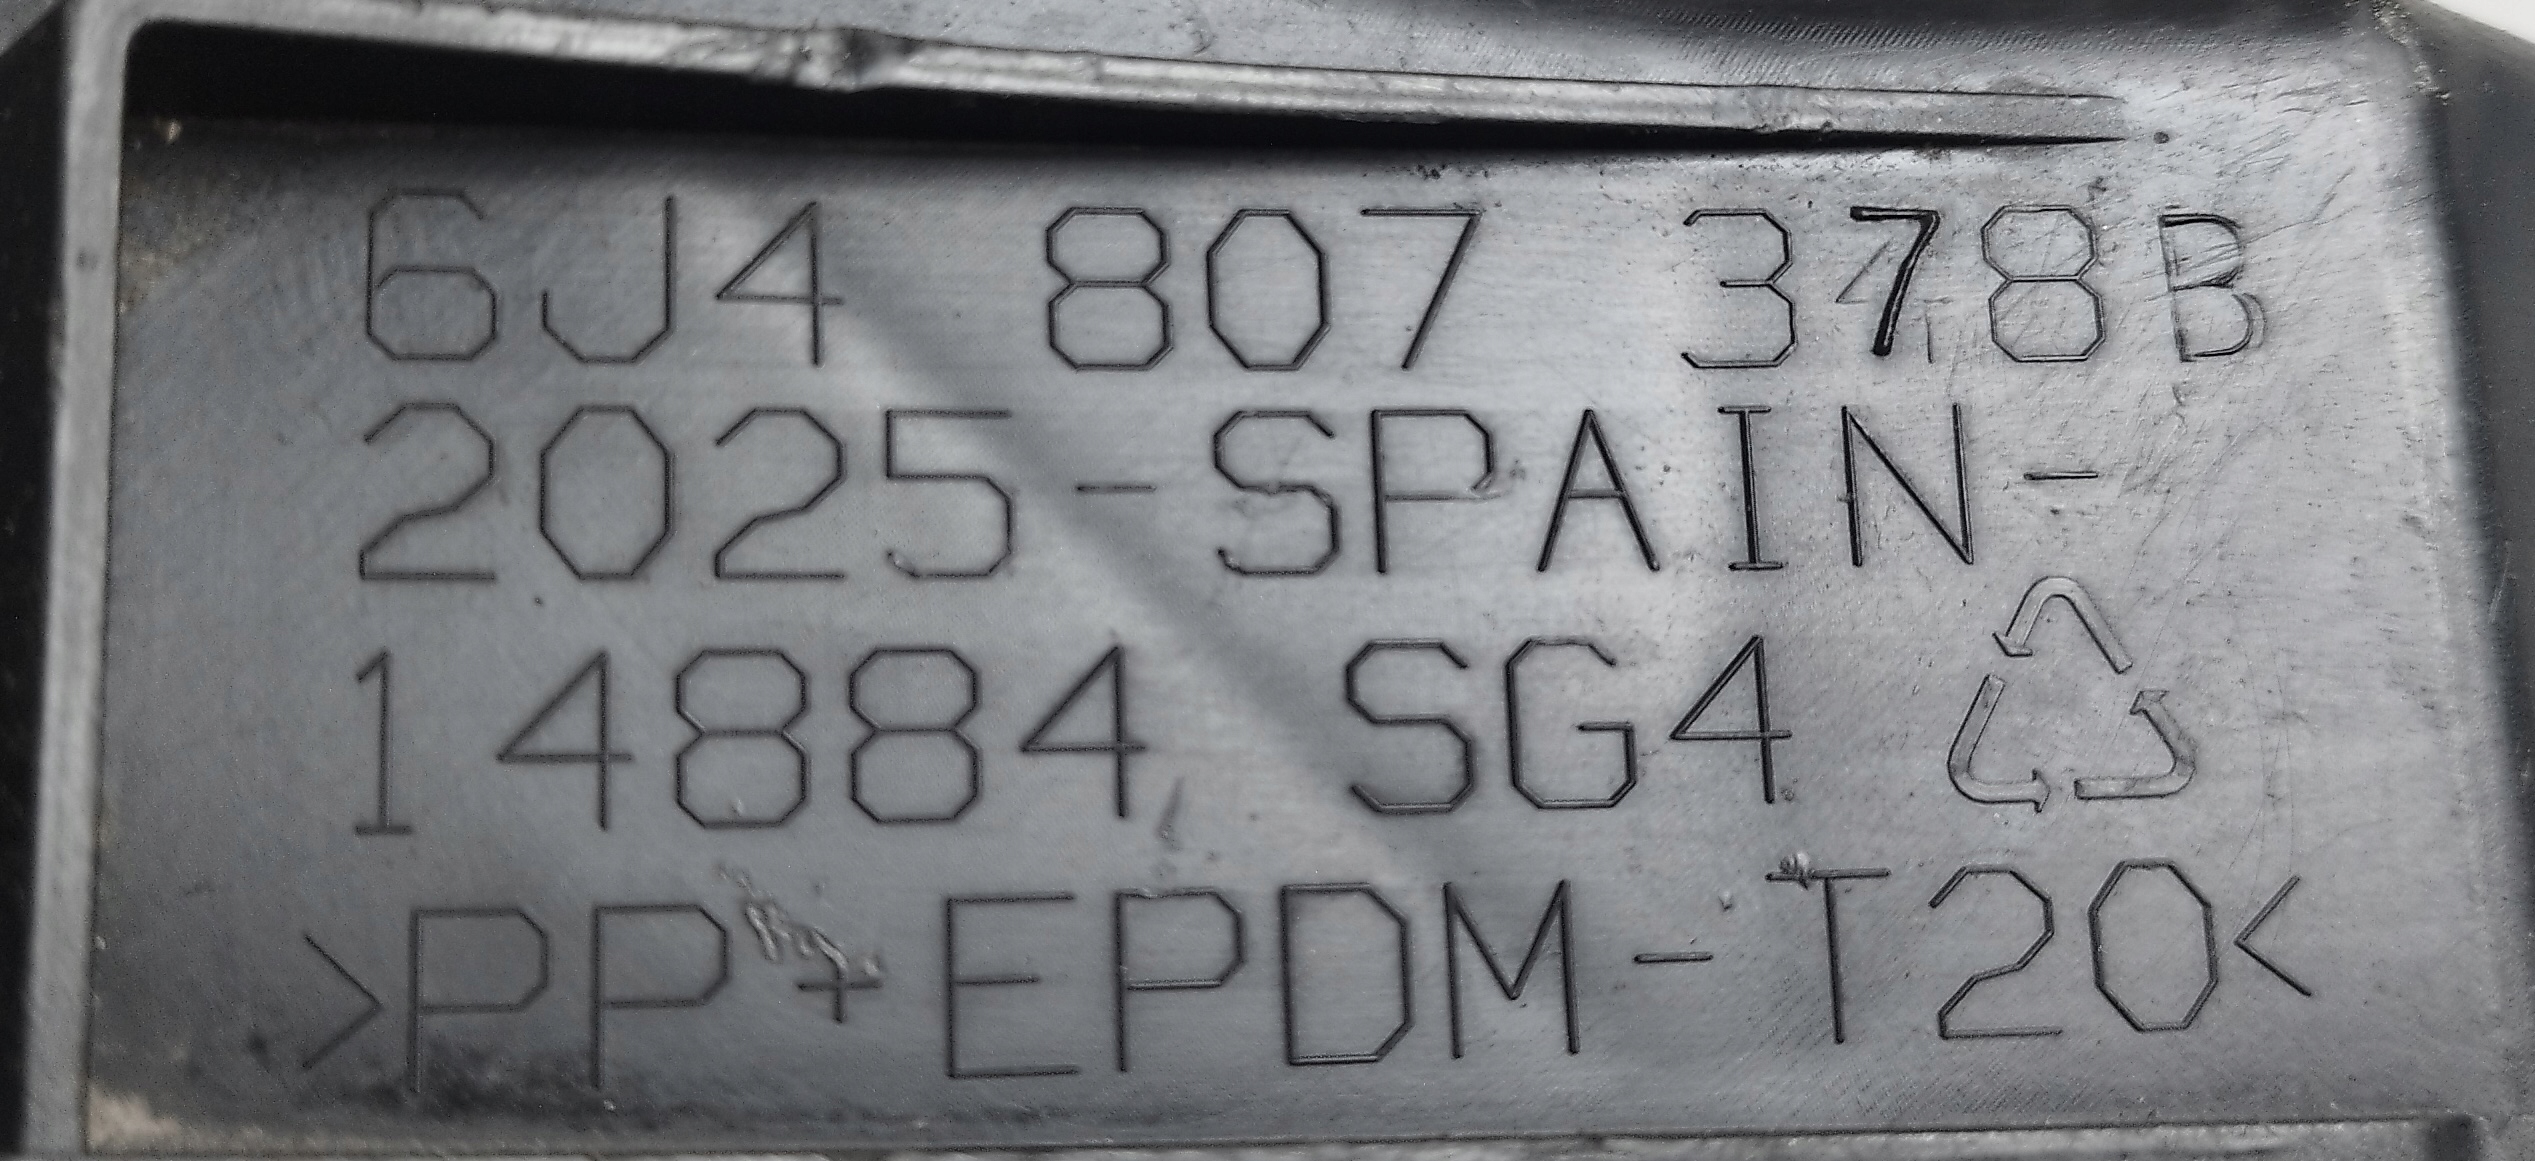 6J4 807 378B
2025-SPAIN-
14884 SG4
>PP+EPDM-T20<